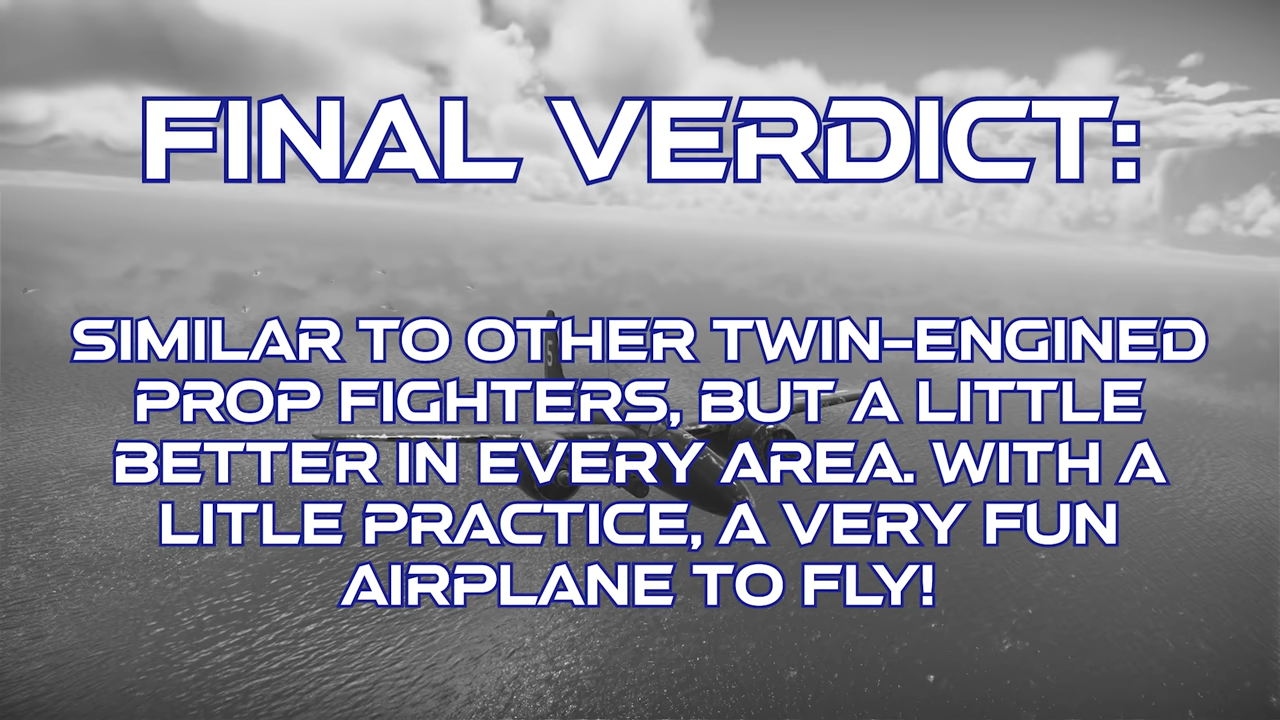 FINAL VERDICT:
SIMILAR TO OTHER TWIN-ENGINED
PROP FIGHTERS, BUT A LITTLE
BETTER IN EVERY AREA. WITH A
LITLE PRACTICE, A VERY FUN
AIRPLANE TO FLY!
5